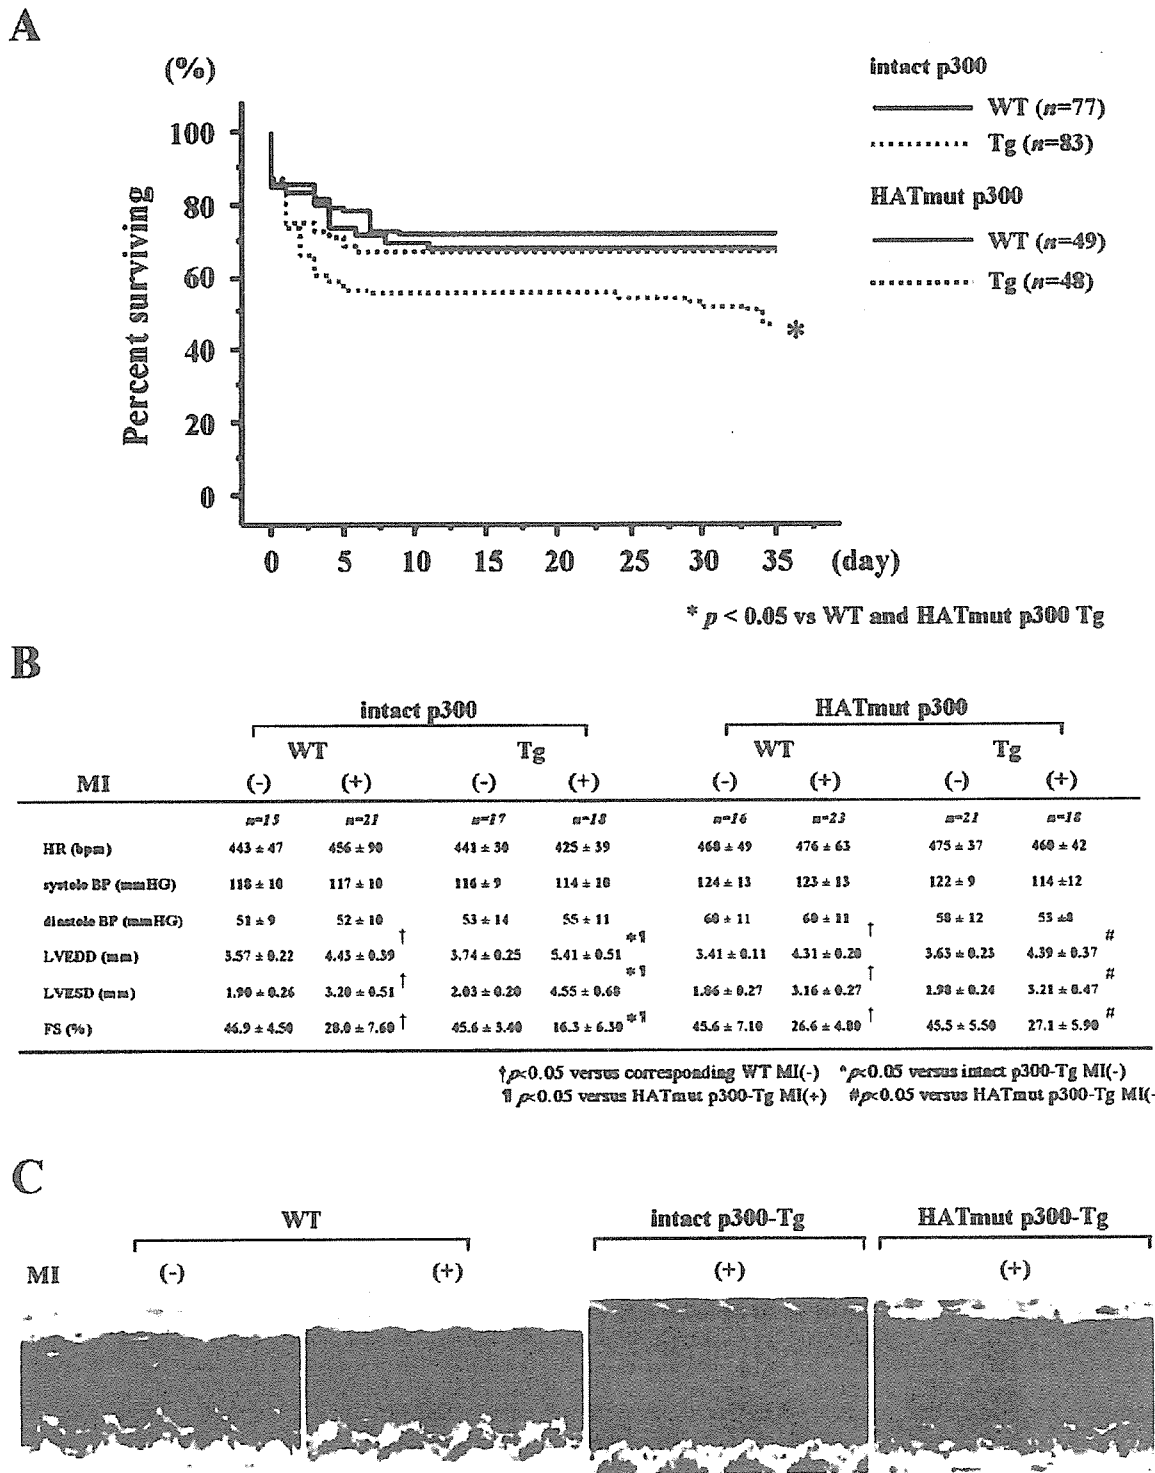 A
(%)
100
80
60
40
20
0
Percent surviving
0 5 10 15 20 25 30 35 (day)
intact p300
WT (n=77)
Tg (n=83)
HATmut p300
WT (n=49)
Tg (n=48)
*
* p < 0.05 vs WT and HATmut p300 Tg
B
intact p300 HATmut p300
WT Tg WT Tg
MI (-) (+) (-) (+) (-) (+) (-) (+)
n=15 n=21 n=17 n=18 n=16 n=23 n=21 n=18
HR (bpm) 443 ± 47 456 ± 90 441 ± 30 425 ± 39 468 ± 49 476 ± 63 475 ± 37 460 ± 42
systole BP (mmHG) 118 ± 10 117 ± 10 116 ± 9 114 ± 10 124 ± 13 123 ± 13 122 ± 9 114 ±12
diastole BP (mmHG) 51 ± 9 52 ± 10 53 ± 14 55 ± 11 60 ± 11 60 ± 11 58 ± 12 53 ±8
LVEDD (mm) 3.57 ± 0.22 4.43 ± 0.39 † 3.74 ± 0.25 5.41 ± 0.51 *¶ 3.41 ± 0.11 4.31 ± 0.20 † 3.63 ± 0.23 4.39 ± 0.37 #
LVESD (mm) 1.90 ± 0.26 3.20 ± 0.51 † 2.03 ± 0.20 4.55 ± 0.60 *¶ 1.86 ± 0.27 3.16 ± 0.27 † 1.98 ± 0.24 3.21 ± 0.47 #
FS (%) 46.9 ± 4.50 28.0 ± 7.60 † 45.6 ± 3.40 16.3 ± 6.30 *¶ 45.6 ± 7.10 26.6 ± 4.80 † 45.5 ± 5.50 27.1 ± 5.90 #
†p<0.05 versus corresponding WT MI(-) *p<0.05 versus intact p300-Tg MI(-)
¶ p<0.05 versus HATmut p300-Tg MI(+) #p<0.05 versus HATmut p300-Tg MI(-
C
WT intact p300-Tg HATmut p300-Tg
MI (-) (+) (+) (+)